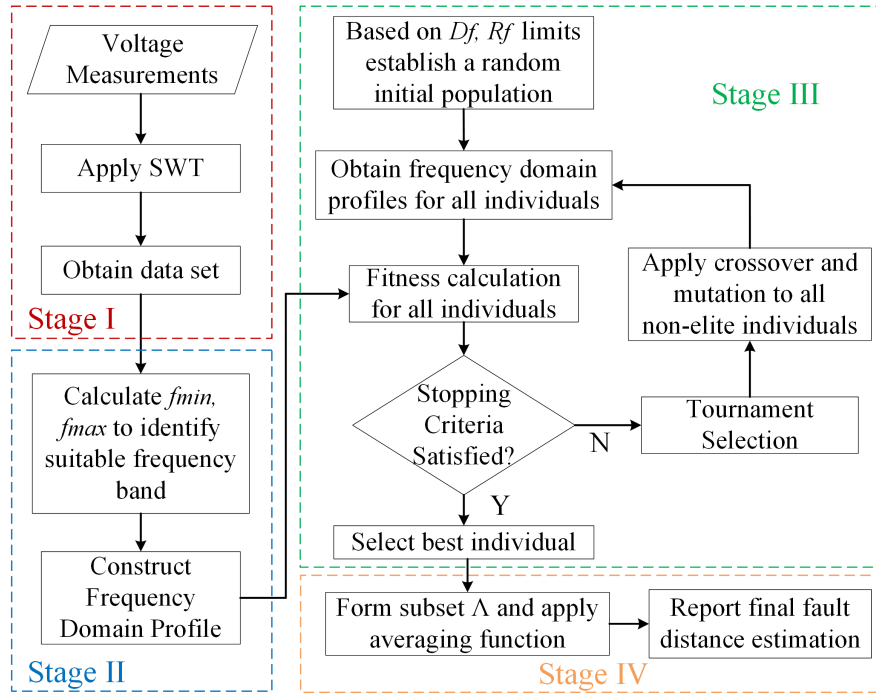 Voltage
Measurements
Apply SWT
Obtain data set
Stage I
Calculate fmin,
fmax to identify
suitable frequency
band
Construct
Frequency
Domain Profile
Stage II
Based on Df, Rf limits
establish a random
initial population
Stage III
Obtain frequency domain
profiles for all individuals
Fitness calculation
for all individuals
Apply crossover and
mutation to all
non-elite individuals
Stopping
Criteria
Satisfied?
N
Tournament
Selection
Y
Select best individual
Form subset Λ and apply
averaging function
Report final fault
distance estimation
Stage IV